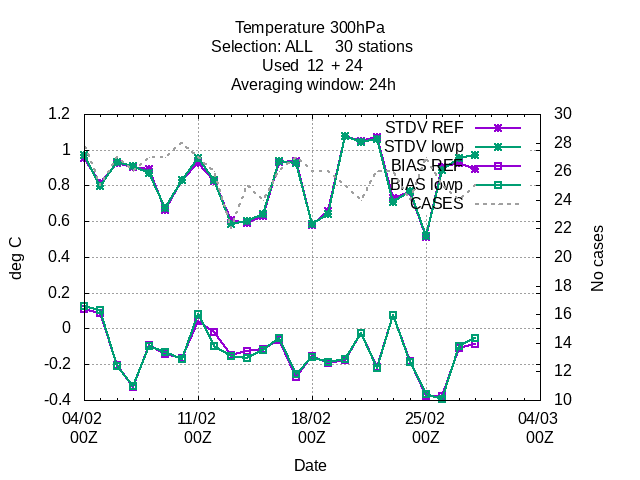 Temperature 300hPa
Selection: ALL 30 stations
Used 12 + 24
Averaging window: 24h
STDV REF
STDV lowp
BIAS REF
BIAS lowp
CASES
1.2
1
0.8
0.6
0.4
0.2
0
-0.2
-0.4
deg C
30
28
26
24
22
20
18
16
14
12
10
No cases
04/02 11/02 18/02 25/02 04/03
00Z 00Z 00Z 00Z 00Z
Date